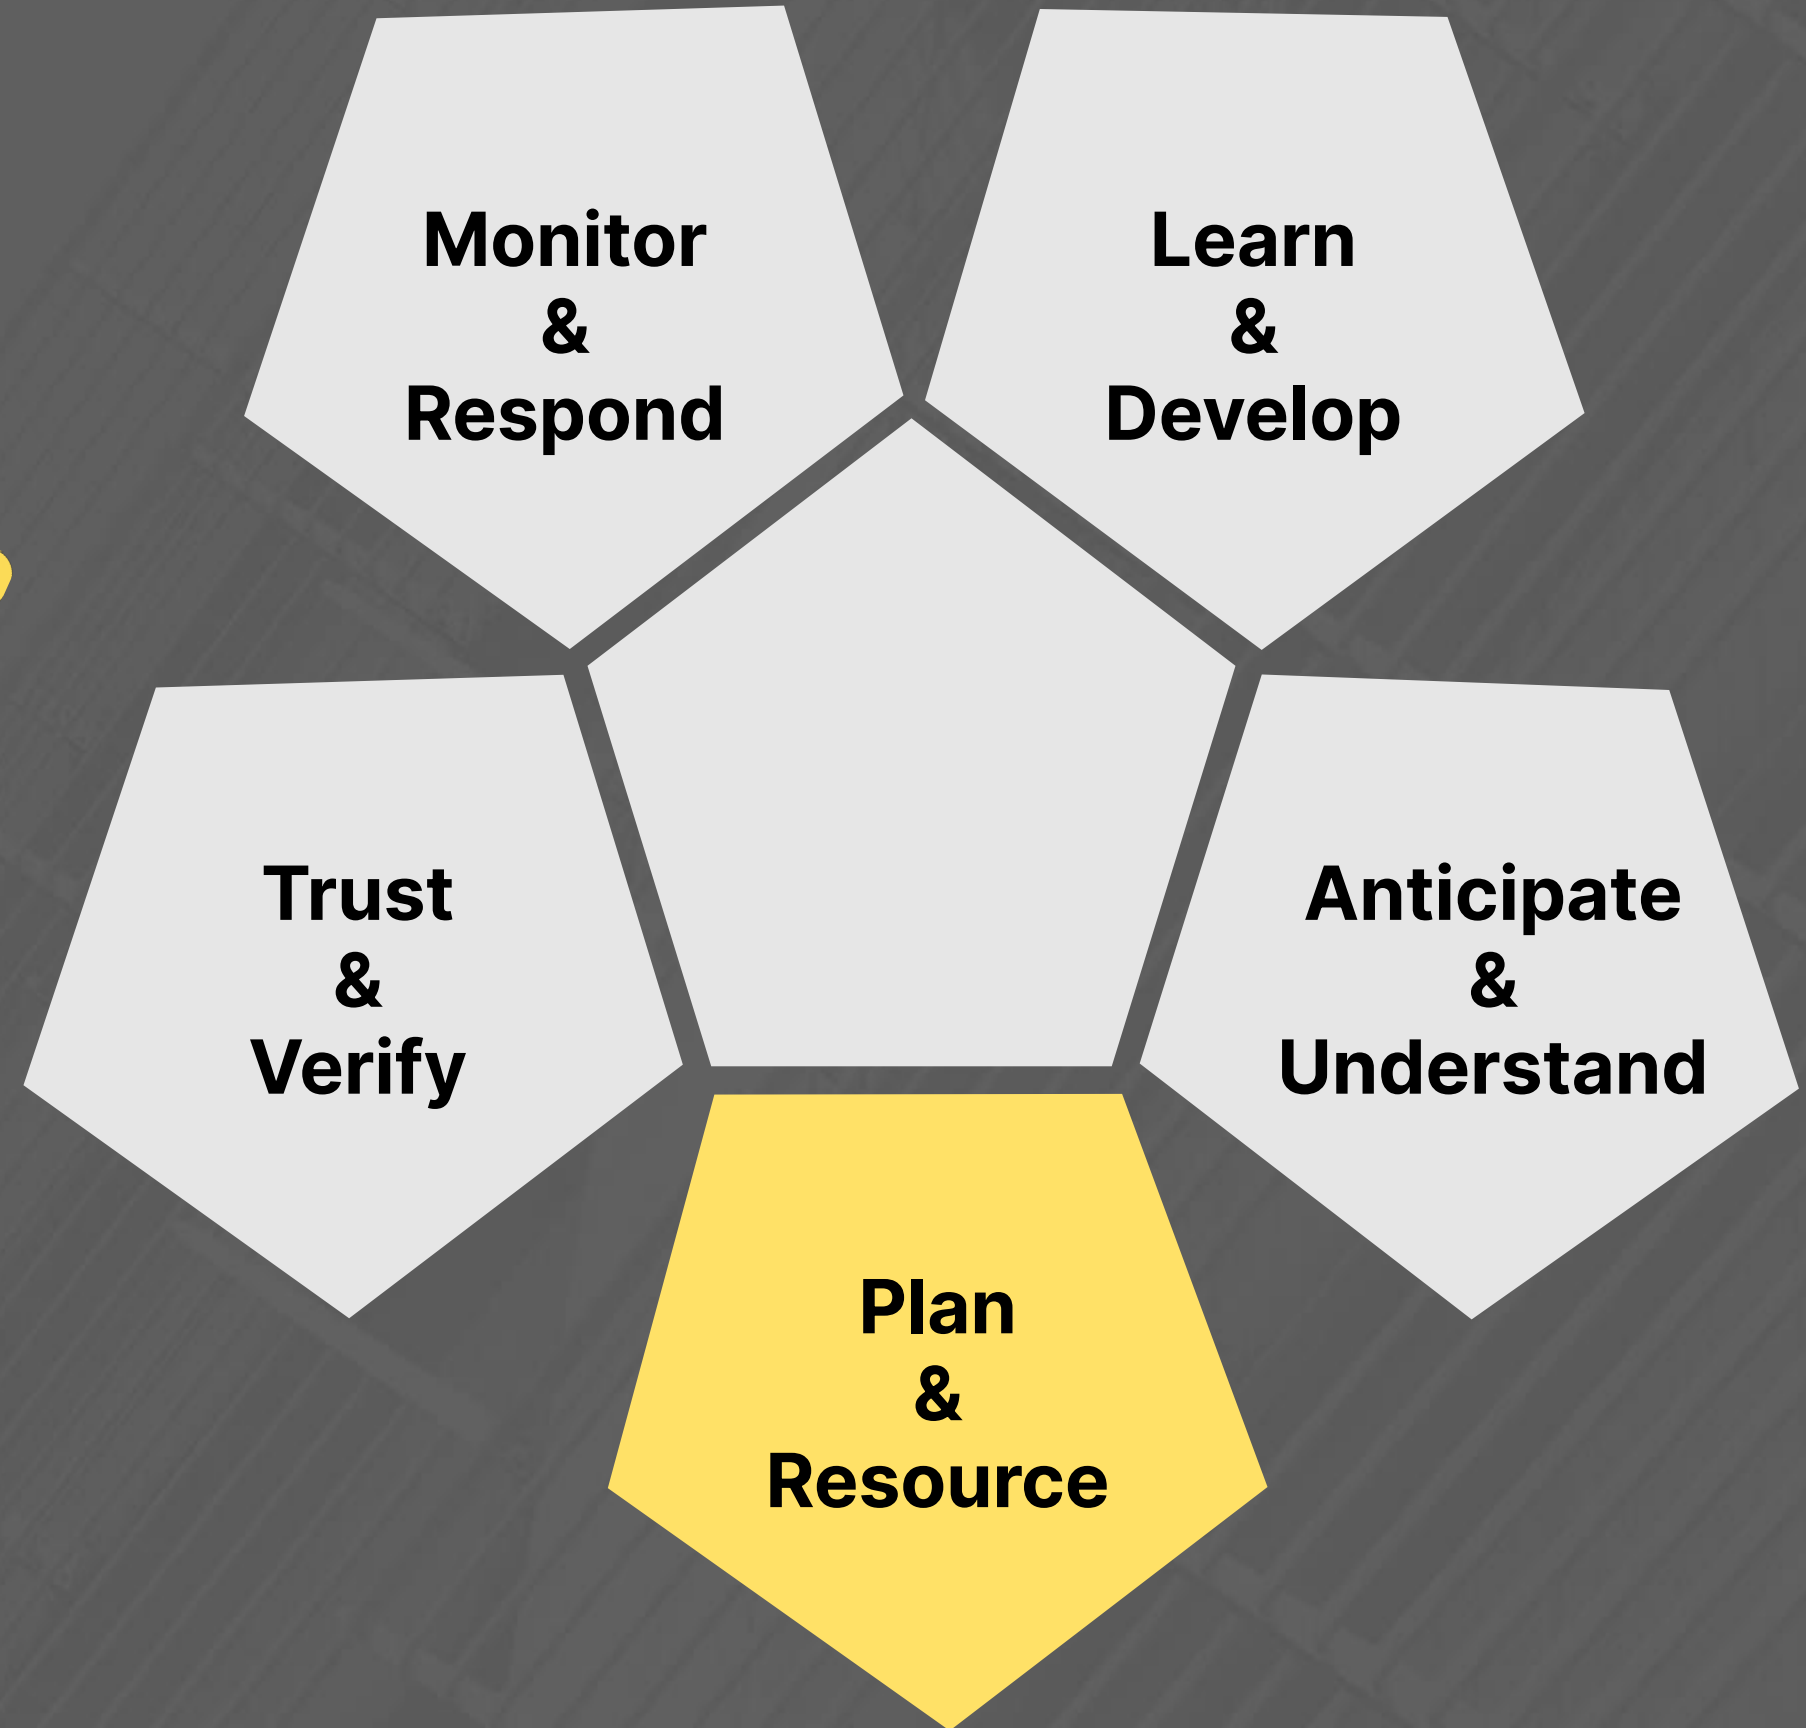 Monitor
&
Respond
Learn
&
Develop
Trust
&
Verify
Anticipate
&
Understand
Plan
&
Resource